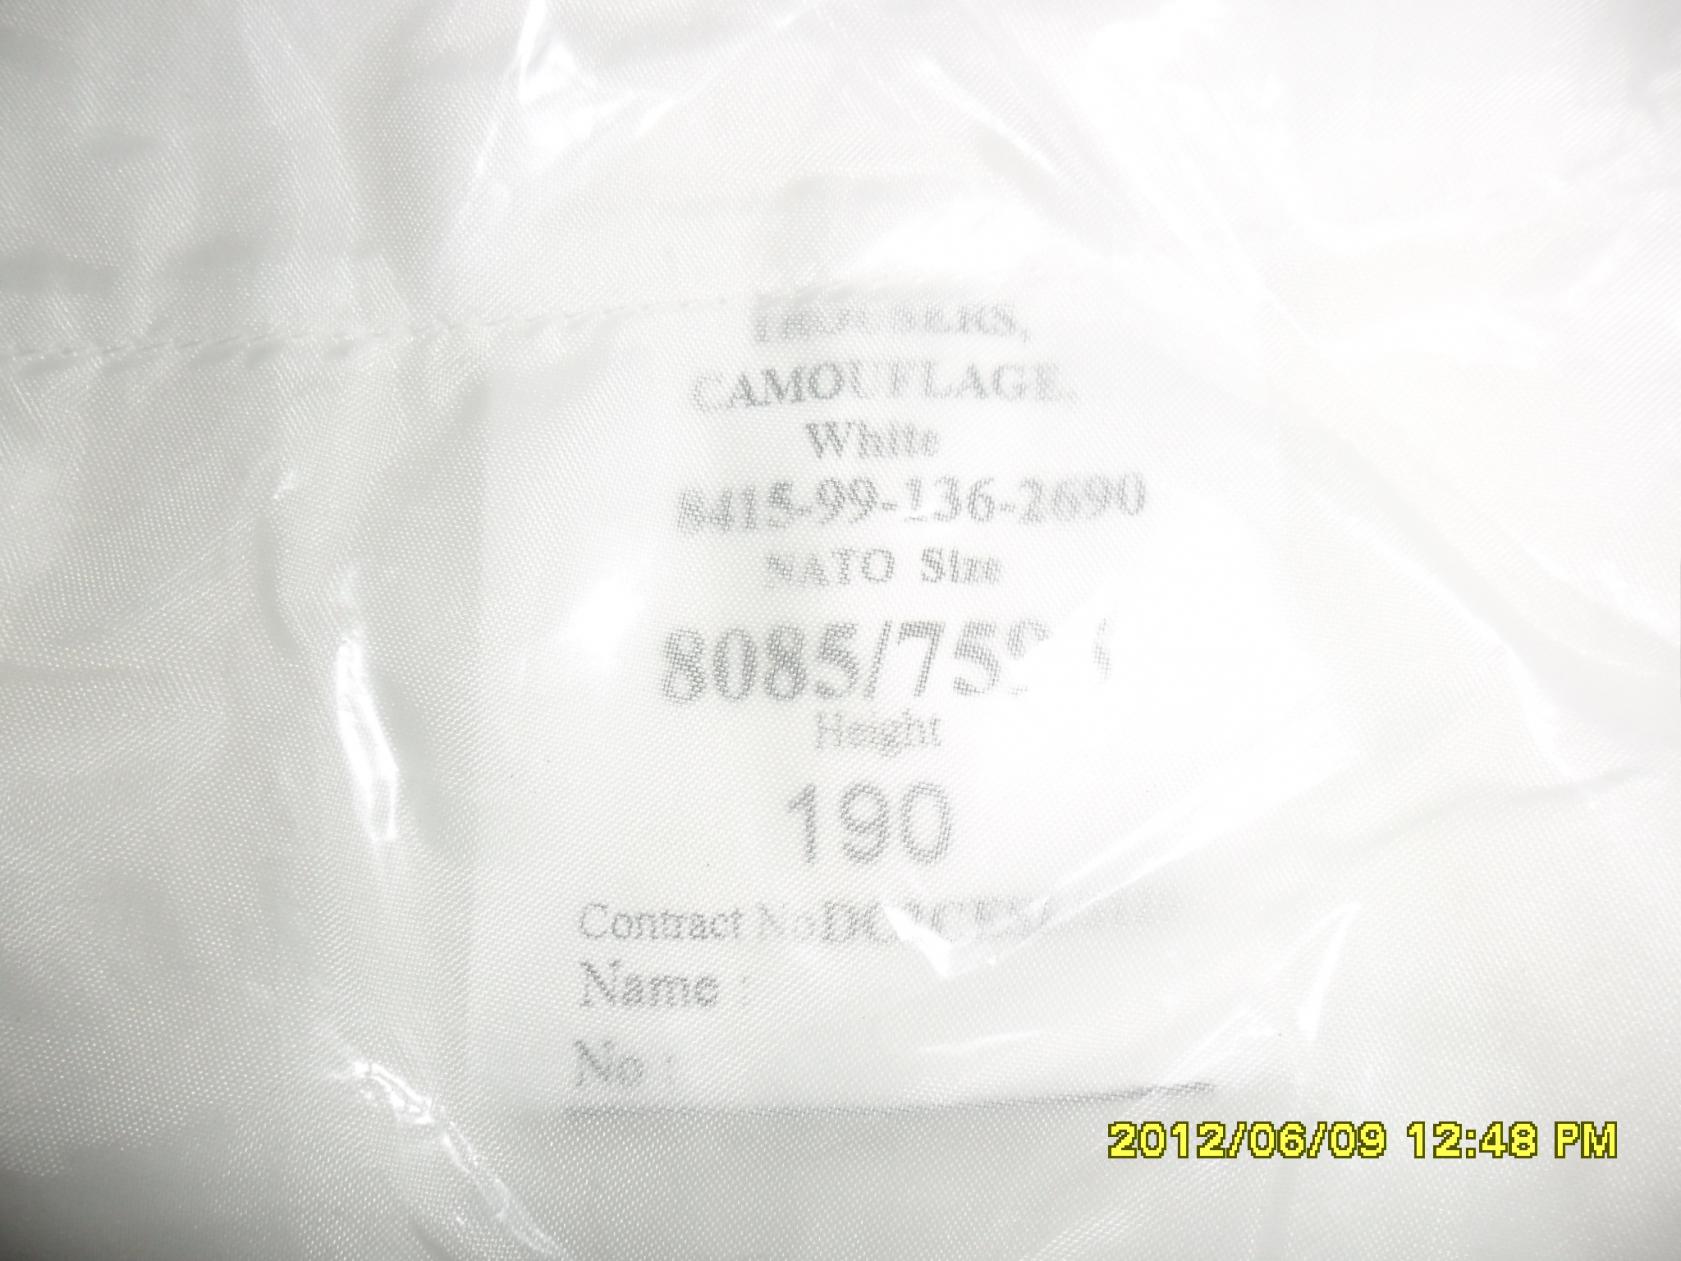 TROUSERS,
CAMOUFLAGE,
White
8415-99-136-2690
NATO Size
Height
190
Contract No
Name :
No :
2012/06/09 12:48 PM